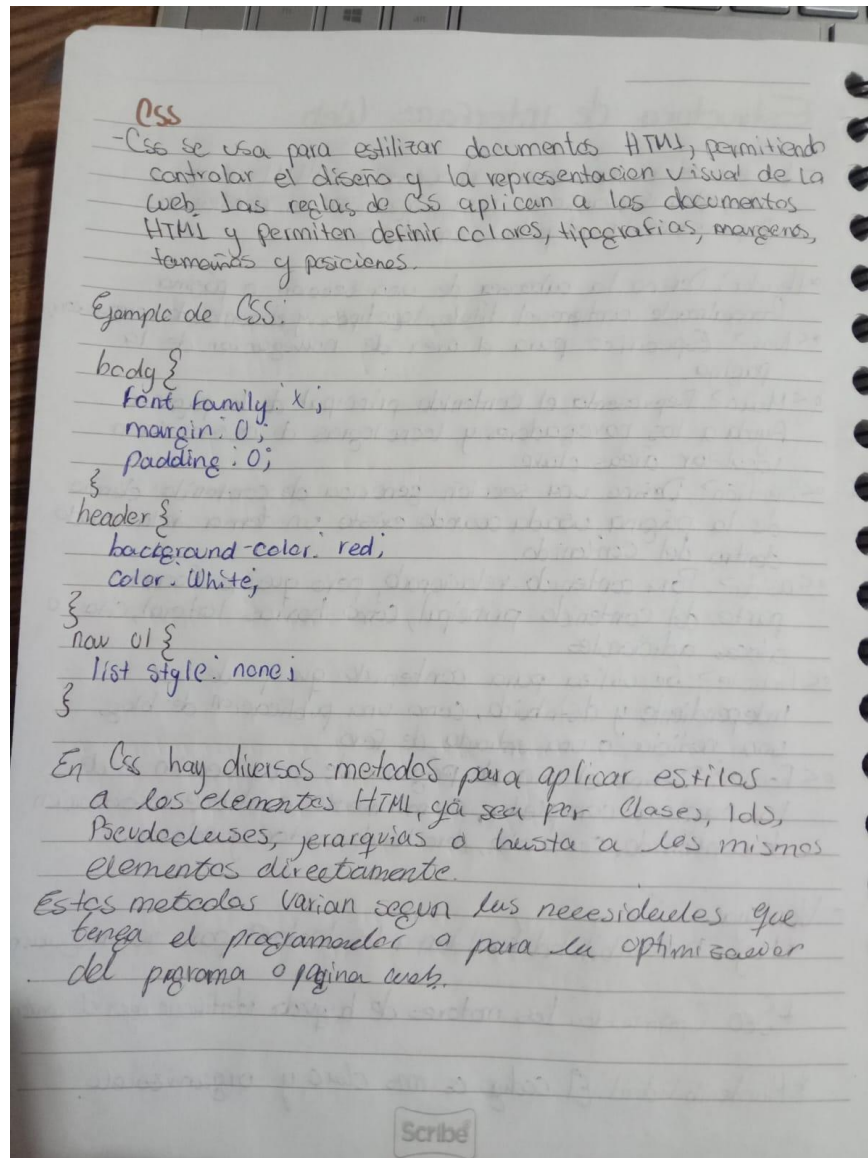 Css
-Css se usa para estilizar documentos HTMl, permitiendo
controlar el diseño y la representacion visual de la
web. Las reglas de CSS aplican a los documentos
HTMl y permiten definir colores, tipografias, margenes,
tamaños y posiciones.
Ejemplo de CSS:
body {
font family: x;
margin: 0;
padding: 0;
}
header {
background-color: red;
color: White;
}
nav ul {
list style: none;
}
En Css hay diversos metodos para aplicar estilos
a los elementos HTMl, ya sea por Clases, Ids,
Pseudoclases, jerarquias o hasta a los mismos
elementos directamente.
Estos metodos varian segun las necesidades que
tenga el programador o para la optimizacion
del programa o pagina web.
Scribe